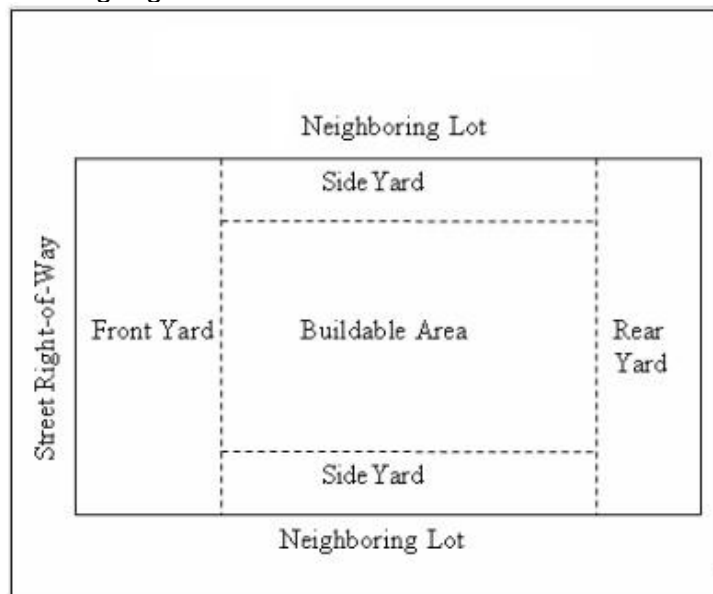 Neighboring Lot
Side Yard
Street Right-of-Way
Front Yard
Buildable Area
Rear
Yard
Side Yard
Neighboring Lot